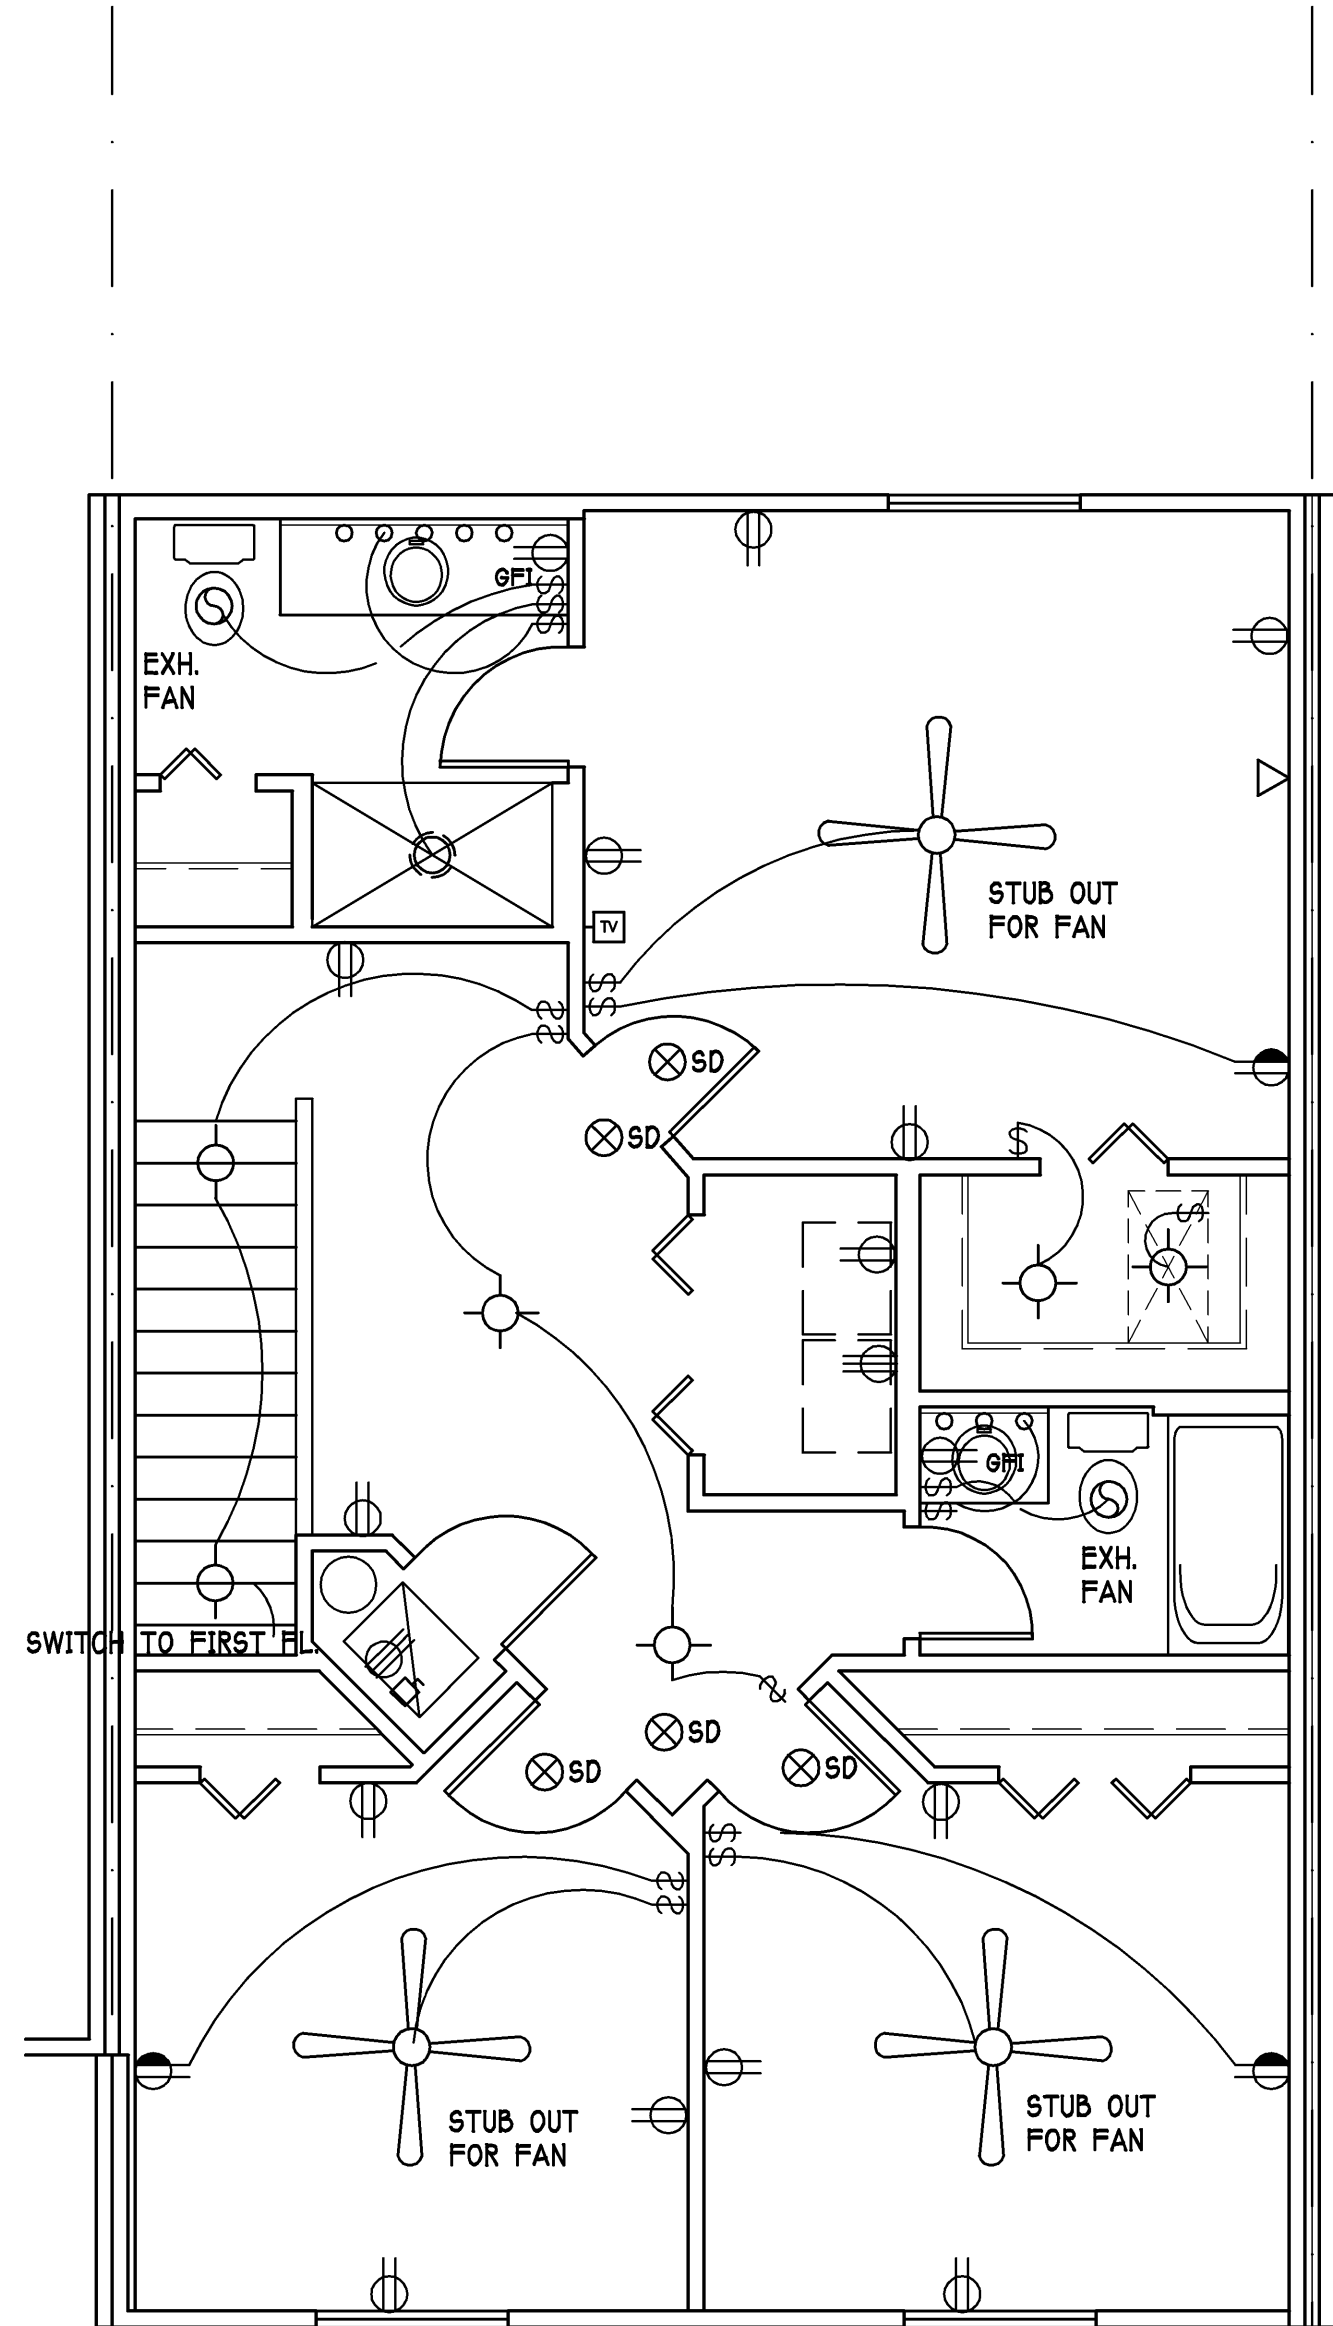 GFI
EXH.
FAN
STUB OUT
FOR FAN
TV
SD
SD
GFI
EXH.
FAN
SWITCH TO FIRST FL.
SD
SD
SD
STUB OUT
FOR FAN
STUB OUT
FOR FAN